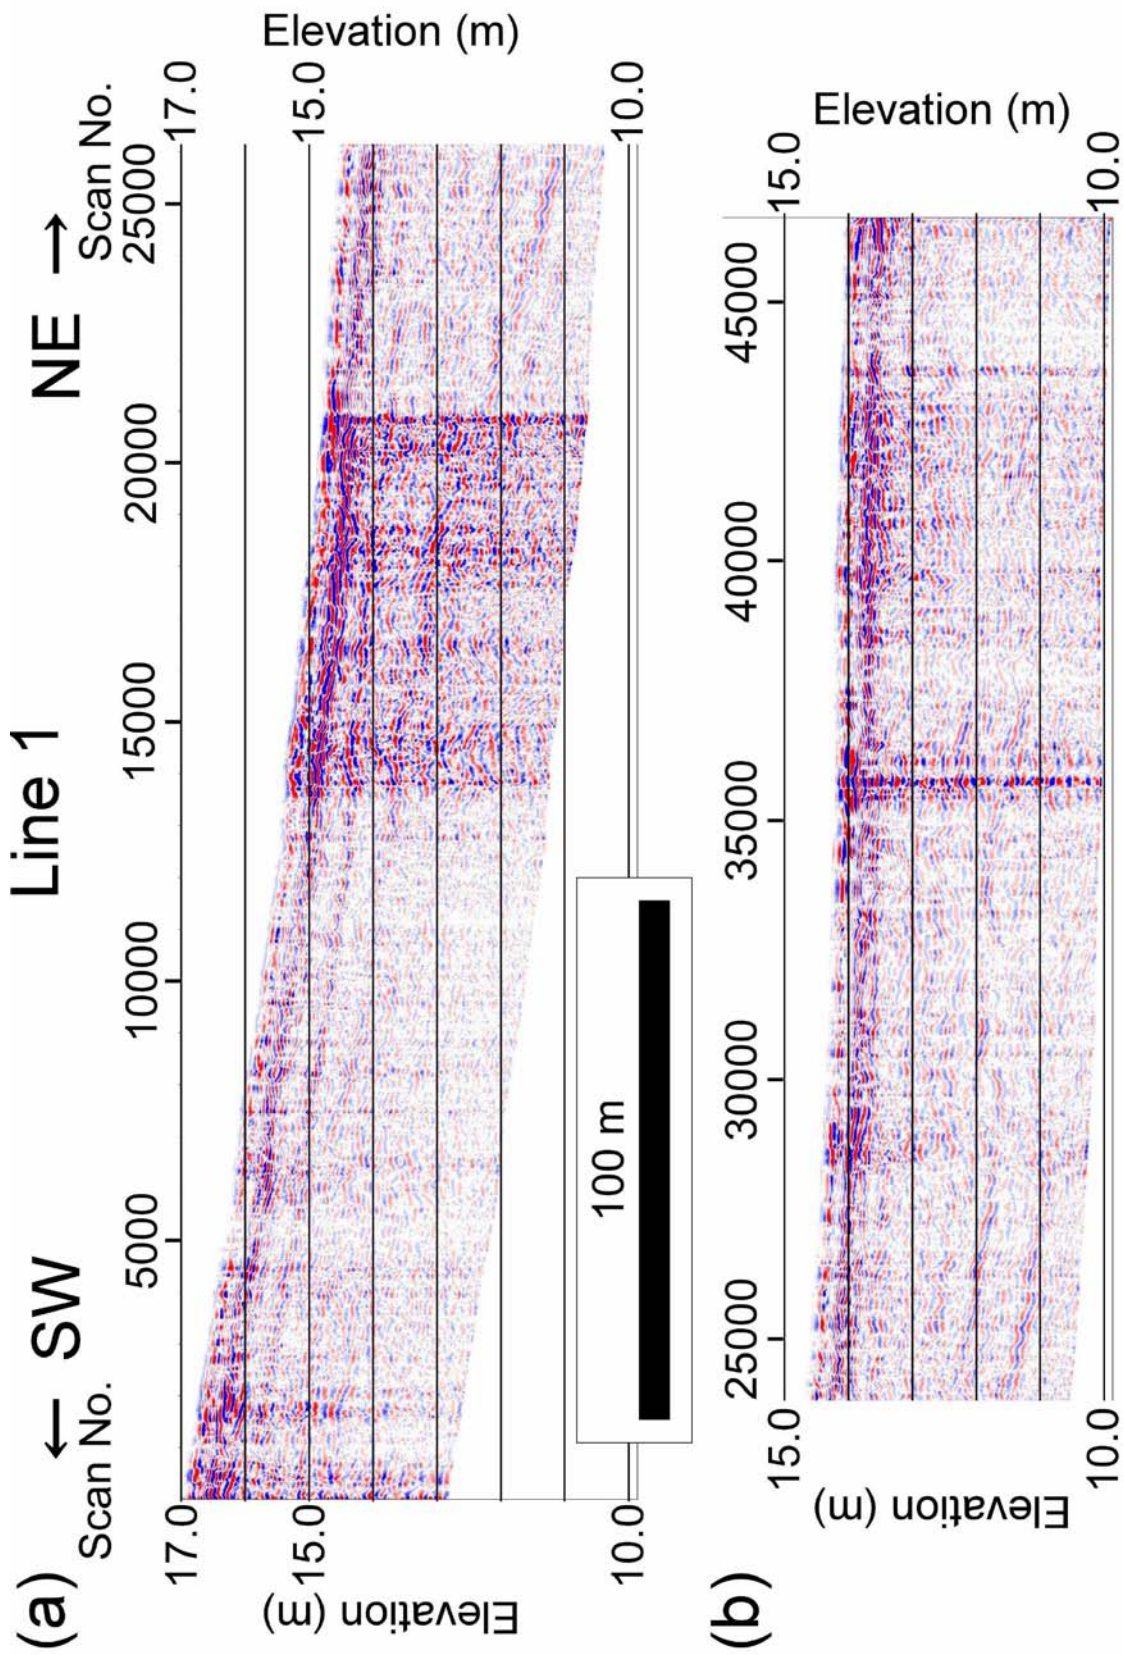 Line 1
(a)
← SW
NE →
Scan No.
Scan No.
5000
10000
15000
20000
25000
17.0
17.0
15.0
15.0
10.0
10.0
Elevation (m)
Elevation (m)
100 m
(b)
25000
30000
35000
40000
45000
15.0
15.0
10.0
10.0
Elevation (m)
Elevation (m)